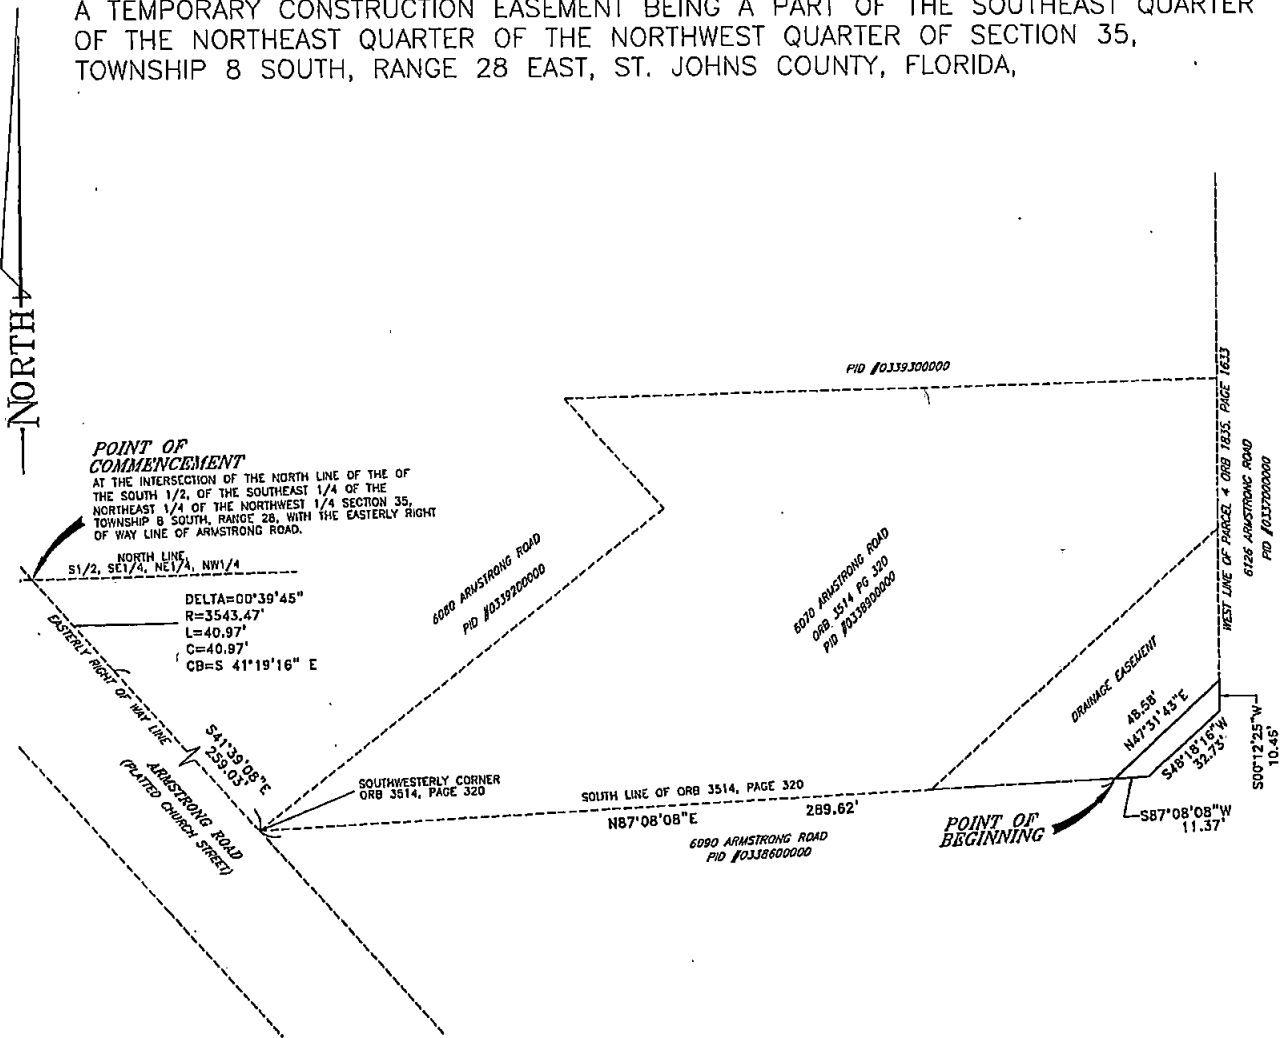 A TEMPORARY CONSTRUCTION EASEMENT BEING A PART OF THE SOUTHEAST QUARTER
OF THE NORTHEAST QUARTER OF THE NORTHWEST QUARTER OF SECTION 35,
TOWNSHIP 8 SOUTH, RANGE 28 EAST, ST. JOHNS COUNTY, FLORIDA,
NORTH
POINT OF
COMMENCEMENT
AT THE INTERSECTION OF THE NORTH LINE OF THE OF
THE SOUTH 1/2, OF THE SOUTHEAST 1/4 OF THE
NORTHEAST 1/4 OF THE NORTHWEST 1/4 SECTION 35,
TOWNSHIP 8 SOUTH, RANGE 28, WITH THE EASTERLY RIGHT
OF WAY LINE OF ARMSTRONG ROAD.
NORTH LINE,
S1/2, SE1/4, NE1/4, NW1/4
DELTA=00°39'45"
R=3543.47'
L=40.97'
C=40.97'
CB=S 41°19'16" E
EASTERLY RIGHT OF WAY LINE
S41°39'08"E
259.03'
ARMSTRONG ROAD
(PLATTED CHURCH STREET)
SOUTHWESTERLY CORNER
ORB 3514, PAGE 320
6080 ARMSTRONG ROAD
PID #0339200000
PID #0339300000
6070 ARMSTRONG ROAD
ORB 3514 PG 320
PID #0338900000
SOUTH LINE OF ORB 3514, PAGE 320
N87°08'08"E 289.62'
6090 ARMSTRONG ROAD
PID #0338600000
POINT OF
BEGINNING
DRAINAGE EASEMENT
48.58'
N47°31'43"E
S48°18'16"W
32.73'
S87°08'08"W
11.37'
S00°12'25"W
10.45'
WEST LINE OF PARCEL 4 ORB 1835, PAGE 1633
6126 ARMSTRONG ROAD
PID #0337000000